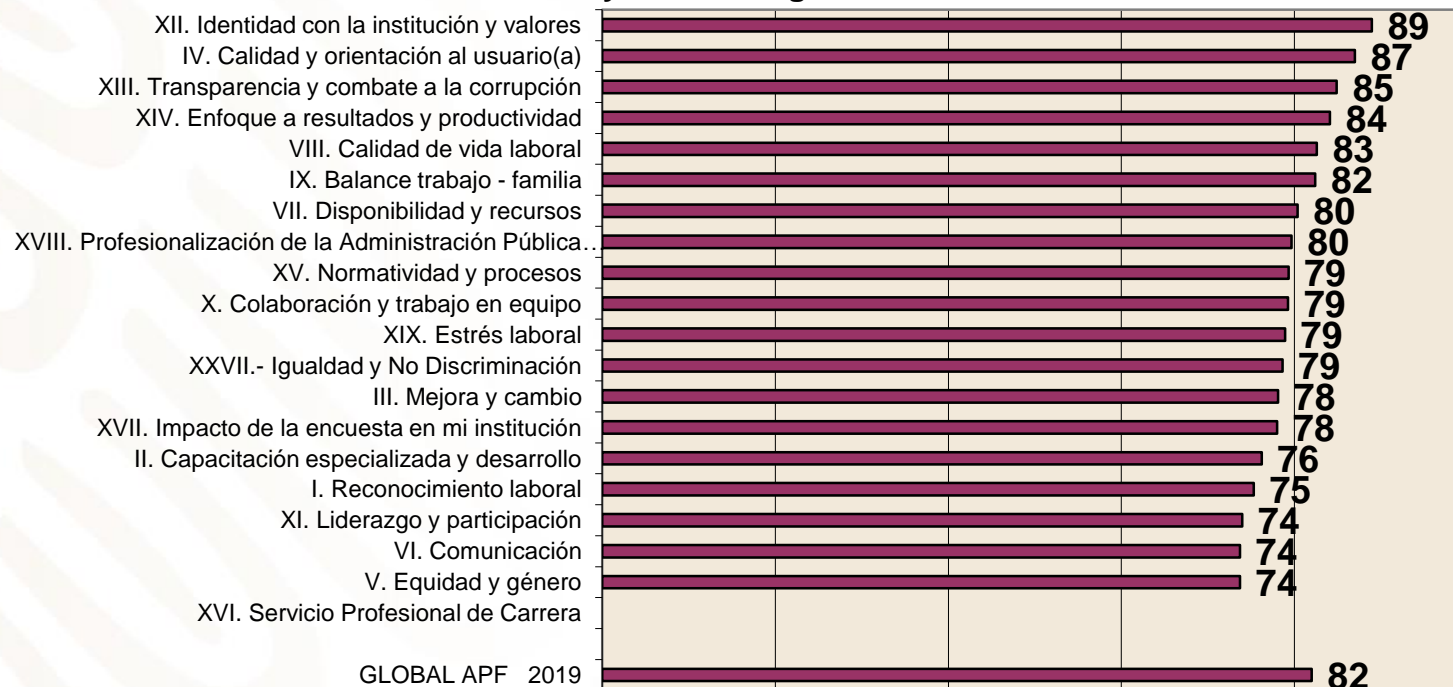 XII. Identidad con la institución y valores 89
IV. Calidad y orientación al usuario(a) 87
XIII. Transparencia y combate a la corrupción 85
XIV. Enfoque a resultados y productividad 84
VIII. Calidad de vida laboral 83
IX. Balance trabajo - familia 82
VII. Disponibilidad y recursos 80
XVIII. Profesionalización de la Administración Pública… 80
XV. Normatividad y procesos 79
X. Colaboración y trabajo en equipo 79
XIX. Estrés laboral 79
XXVII.- Igualdad y No Discriminación 79
III. Mejora y cambio 78
XVII. Impacto de la encuesta en mi institución 78
II. Capacitación especializada y desarrollo 76
I. Reconocimiento laboral 75
XI. Liderazgo y participación 74
VI. Comunicación 74
V. Equidad y género 74
XVI. Servicio Profesional de Carrera
GLOBAL APF 2019 82